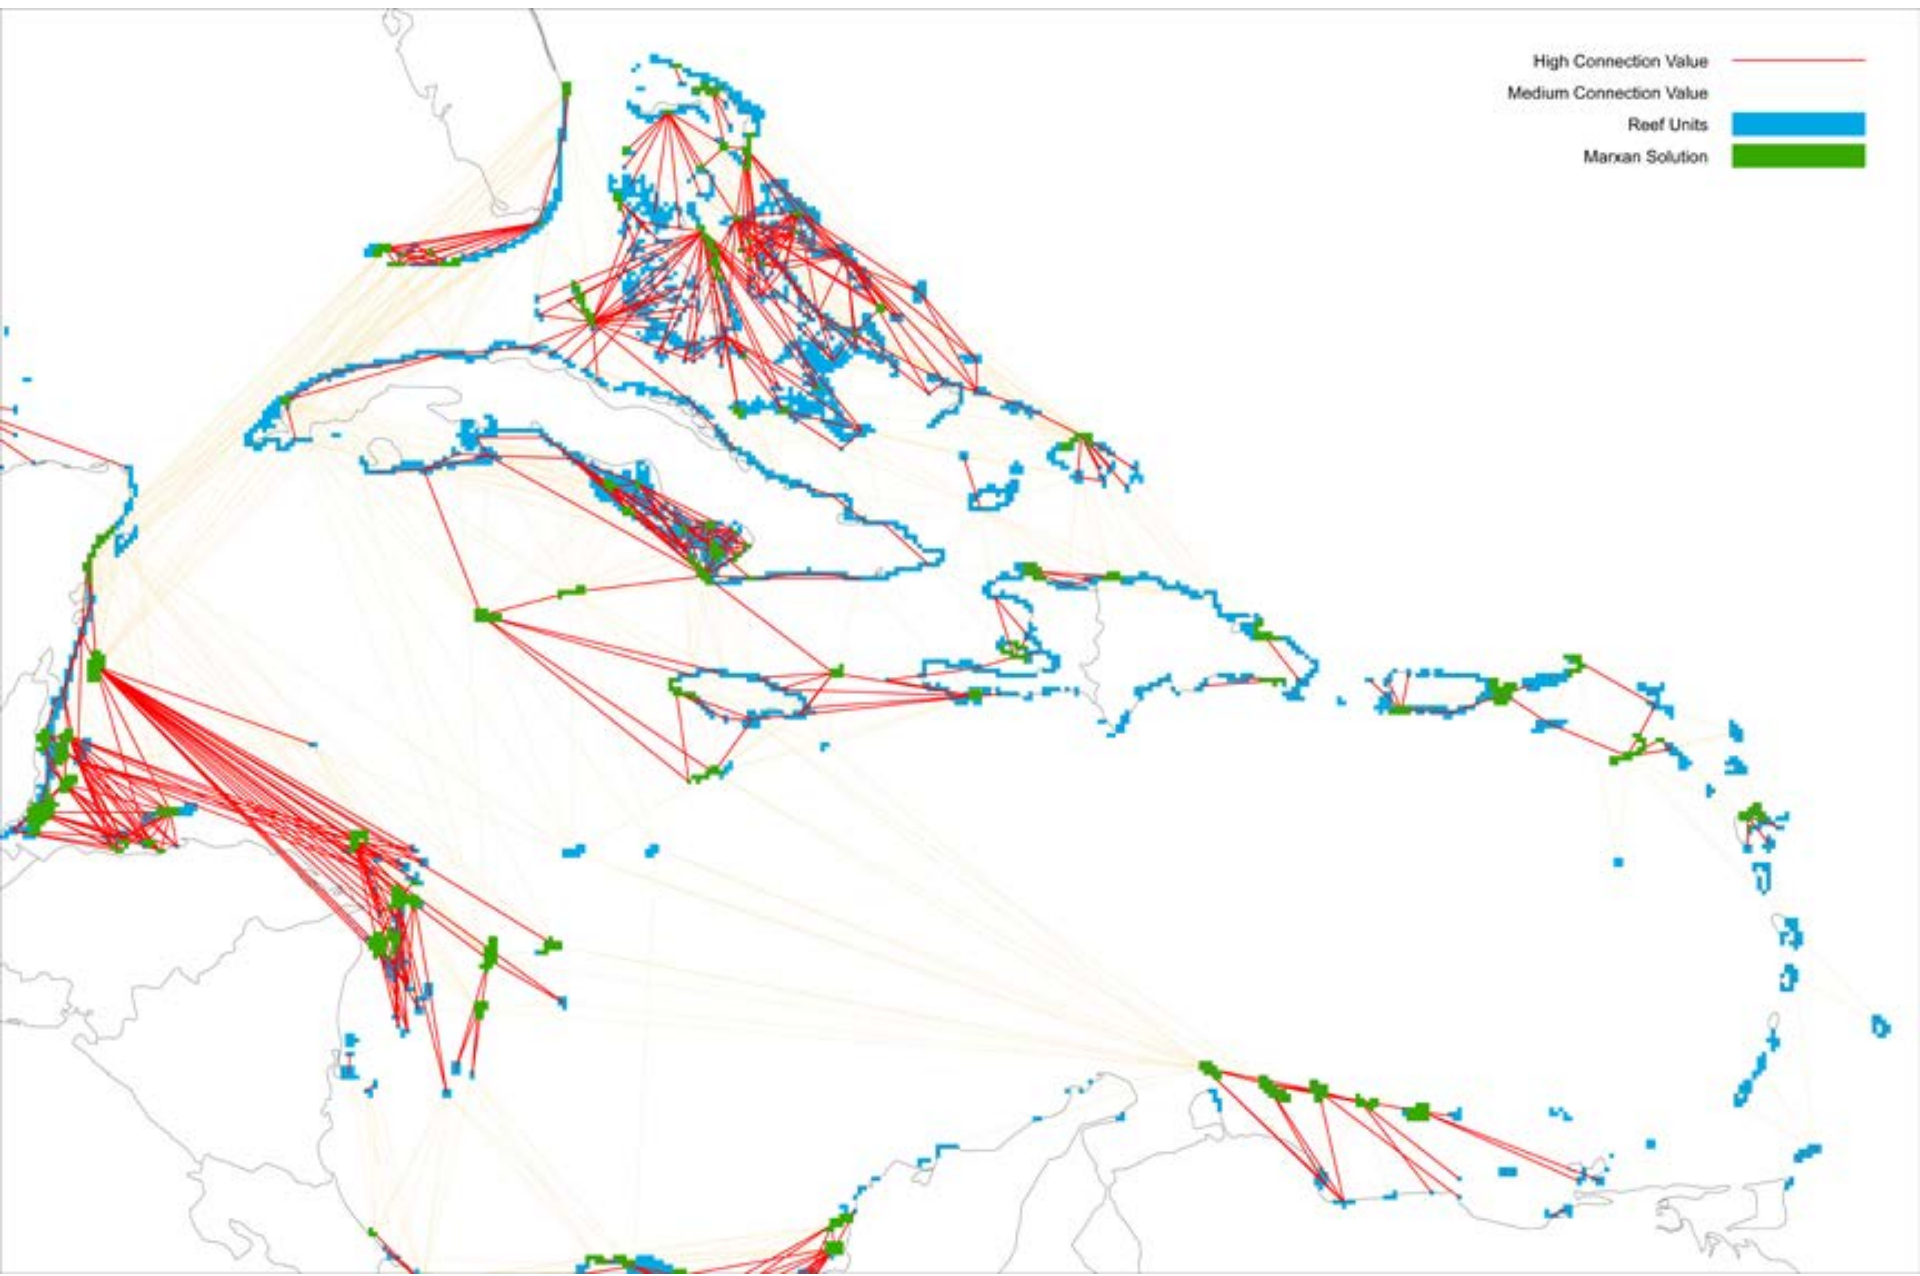 High Connection Value
Medium Connection Value
Reef Units
Marxan Solution